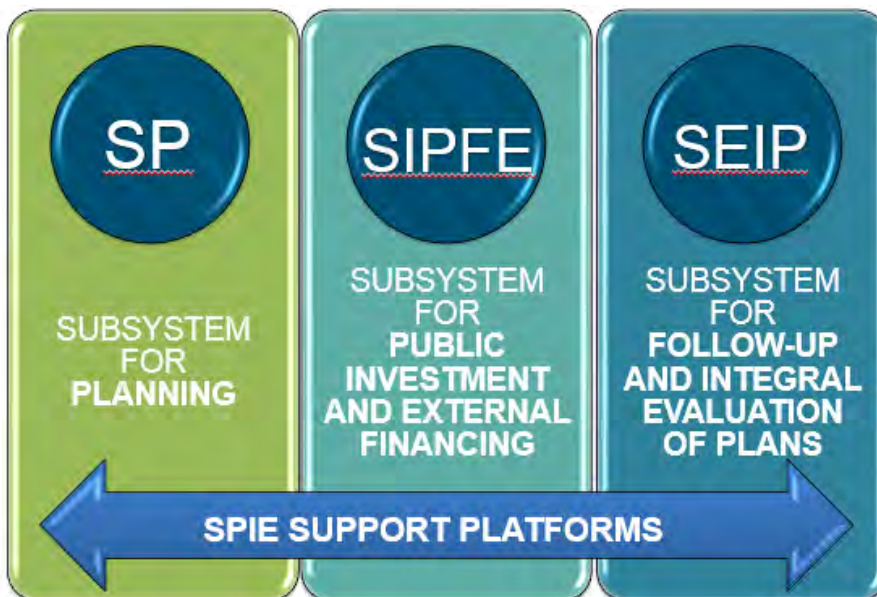 SP
SUBSYSTEM
FOR
PLANNING
SIPFE
SUBSYSTEM
FOR
PUBLIC
INVESTMENT
AND EXTERNAL
FINANCING
SEIP
SUBSYSTEM
FOR
FOLLOW-UP
AND INTEGRAL
EVALUATION
OF PLANS
SPIE SUPPORT PLATFORMS